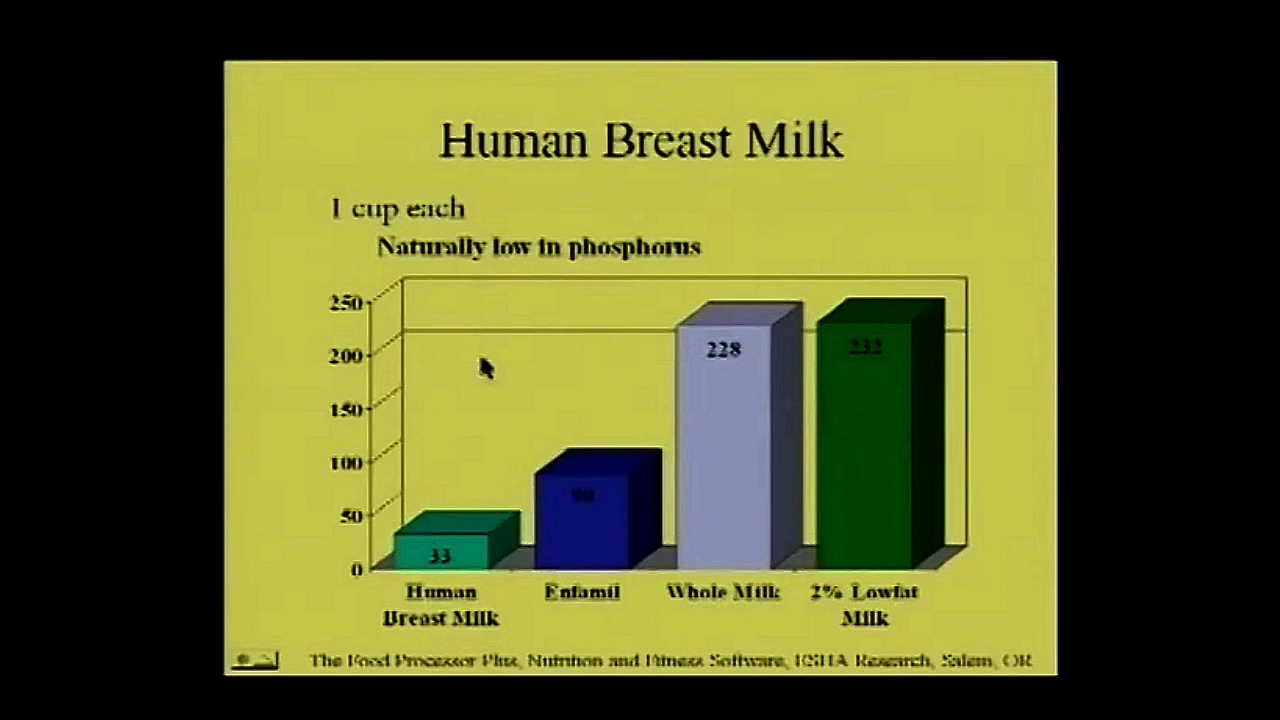 Human Breast Milk
1 cup each
Naturally low in phosphorus
250
200
150
100
50
0
33
90
228
232
Human
Breast Milk
Enfamil
Whole Milk
2% Lowfat
Milk
The Food Processor Plus, Nutrition and Fitness Software, ESHA Research, Salem, OR